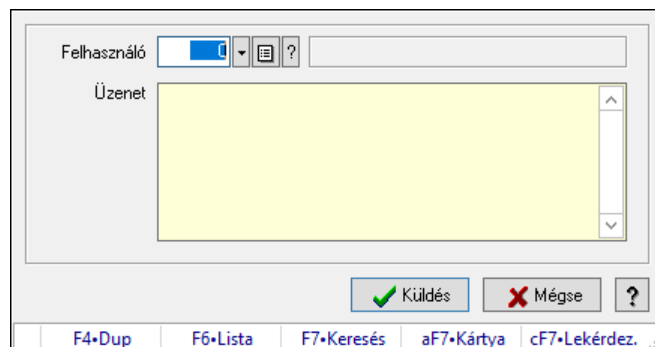 Felhasználó 0 ?
Üzenet
Küldés Mégse ?
F4•Dup F6•Lista F7•Keresés aF7•Kártya cF7•Lekérdez.